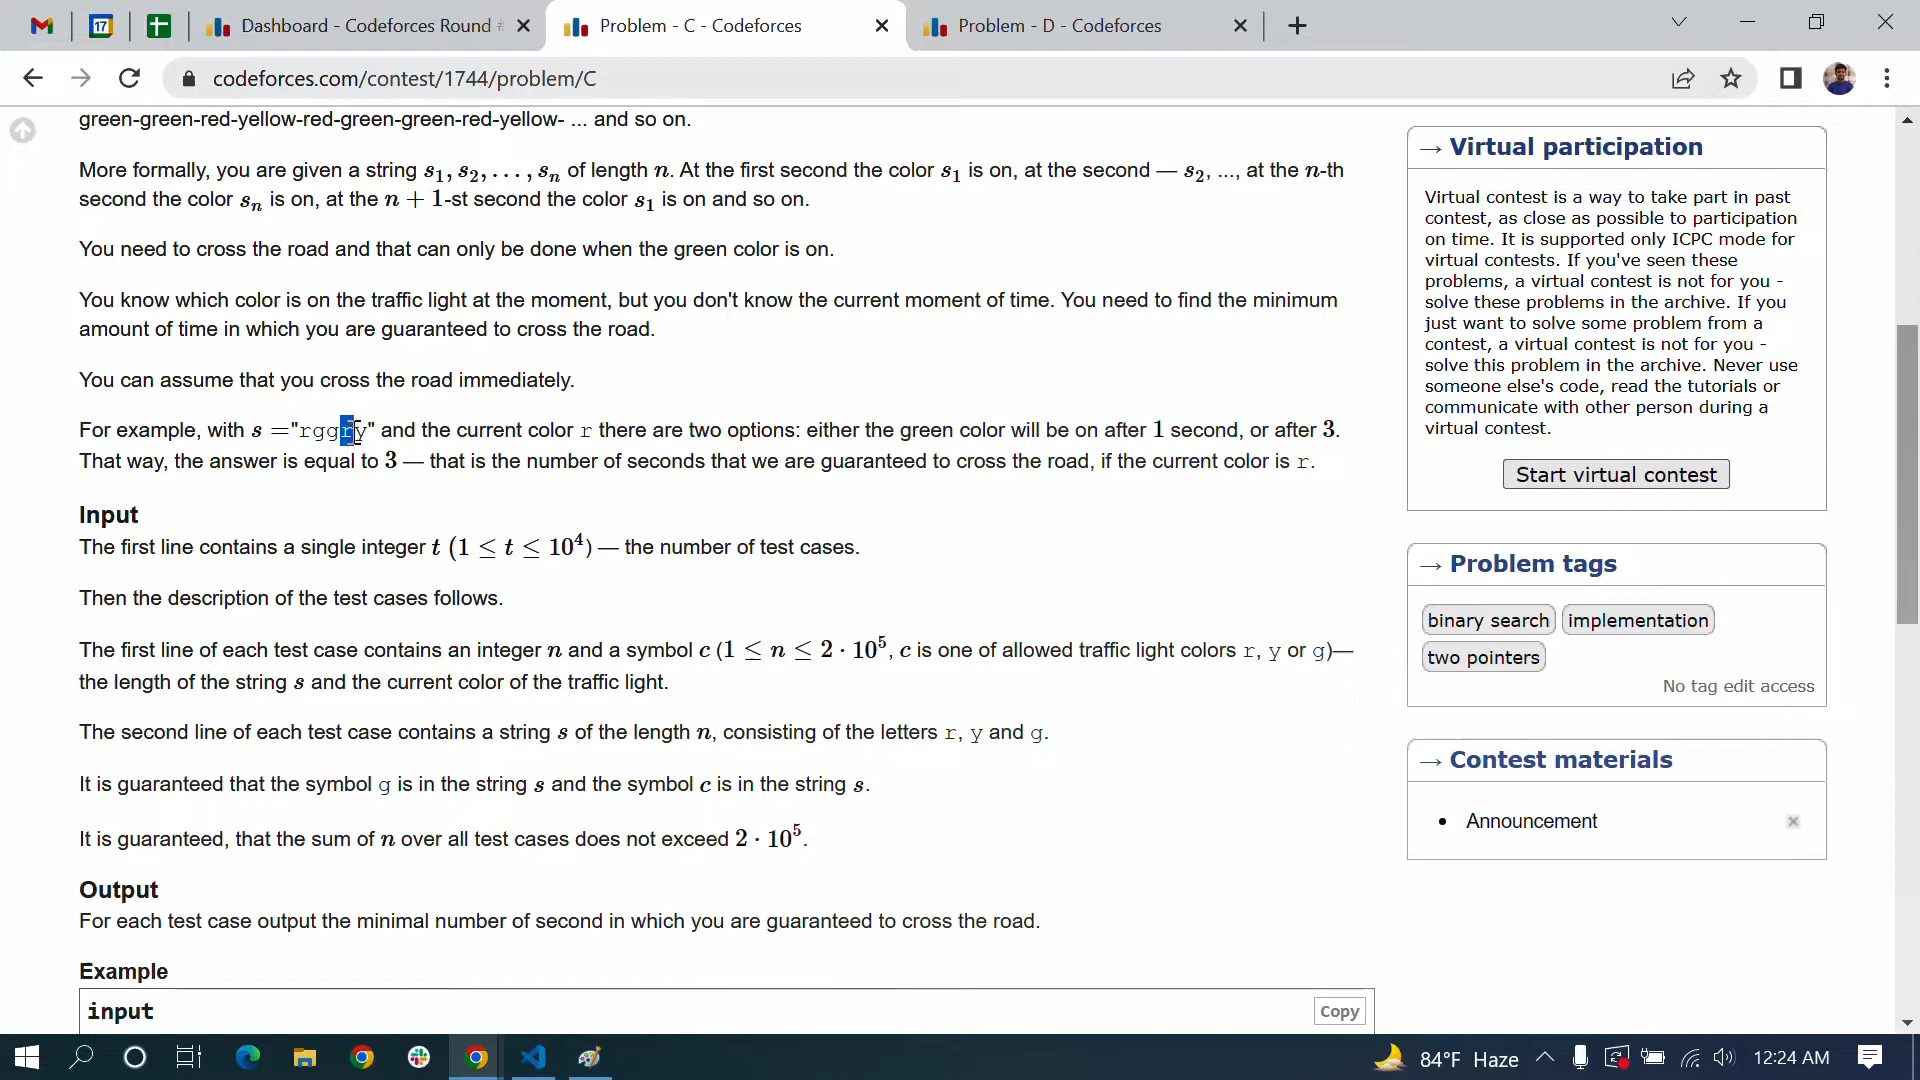 Dashboard - Codeforces Round #
Problem - C - Codeforces
Problem - D - Codeforces
codeforces.com/contest/1744/problem/C
green-green-red-yellow-red-green-green-red-yellow- ... and so on.
More formally, you are given a string s1, s2, ..., sn of length n. At the first second the color s1 is on, at the second — s2, ..., at the n-th
second the color sn is on, at the n + 1-st second the color s1 is on and so on.
You need to cross the road and that can only be done when the green color is on.
You know which color is on the traffic light at the moment, but you don't know the current moment of time. You need to find the minimum
amount of time in which you are guaranteed to cross the road.
You can assume that you cross the road immediately.
For example, with s ="rggry" and the current color r there are two options: either the green color will be on after 1 second, or after 3.
That way, the answer is equal to 3 — that is the number of seconds that we are guaranteed to cross the road, if the current color is r.
Input
The first line contains a single integer t (1 ≤ t ≤ 10^4) — the number of test cases.
Then the description of the test cases follows.
The first line of each test case contains an integer n and a symbol c (1 ≤ n ≤ 2 · 10^5, c is one of allowed traffic light colors r, y or g)—
the length of the string s and the current color of the traffic light.
The second line of each test case contains a string s of the length n, consisting of the letters r, y and g.
It is guaranteed that the symbol g is in the string s and the symbol c is in the string s.
It is guaranteed, that the sum of n over all test cases does not exceed 2 · 10^5.
Output
For each test case output the minimal number of second in which you are guaranteed to cross the road.
Example
input
Copy
→ Virtual participation
Virtual contest is a way to take part in past
contest, as close as possible to participation
on time. It is supported only ICPC mode for
virtual contests. If you've seen these
problems, a virtual contest is not for you -
solve these problems in the archive. If you
just want to solve some problem from a
contest, a virtual contest is not for you -
solve this problem in the archive. Never use
someone else's code, read the tutorials or
communicate with other person during a
virtual contest.
Start virtual contest
→ Problem tags
binary search implementation
two pointers
No tag edit access
→ Contest materials
• Announcement
84°F Haze
12:24 AM